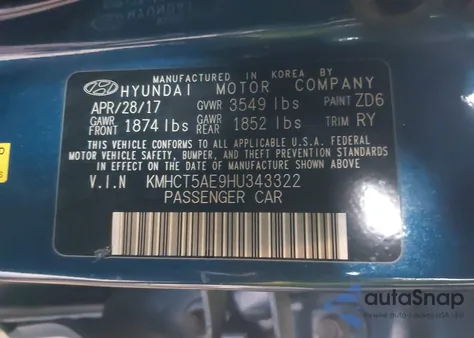 MANUFACTURED IN KOREA BY
HYUNDAI MOTOR COMPANY
APR/28/17 GVWR 3549 lbs PAINT ZD6
GAWR FRONT 1874 lbs GAWR REAR 1852 lbs TRIM RY
THIS VEHICLE CONFORMS TO ALL APPLICABLE U.S.A. FEDERAL
MOTOR VEHICLE SAFETY, BUMPER, AND THEFT PREVENTION STANDARDS
IN EFFECT ON THE DATE OF MANUFACTURE SHOWN ABOVE.
V.I.N KMHCT5AE9HU343322
PASSENGER CAR
autoSnap